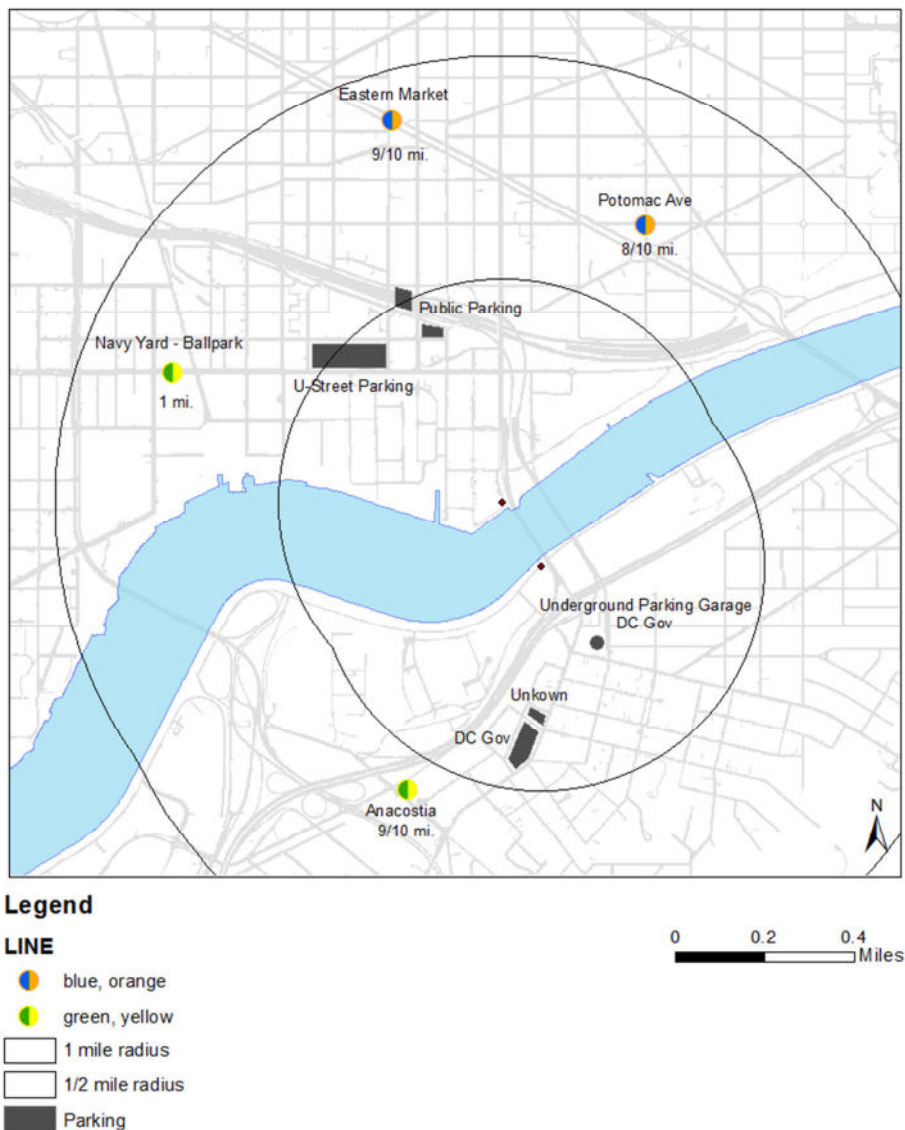 Eastern Market
9/10 mi.
Potomac Ave
8/10 mi.
Public Parking
Navy Yard - Ballpark
1 mi.
U-Street Parking
Underground Parking Garage
DC Gov
Unkown
DC Gov
Anacostia
9/10 mi.
N
Legend
LINE
blue, orange
green, yellow
1 mile radius
1/2 mile radius
Parking
0 0.2 0.4
Miles